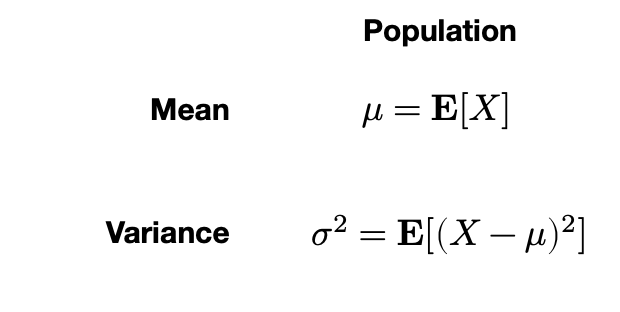 Population
Mean μ = E[X]
Variance σ² = E[(X − μ)²]